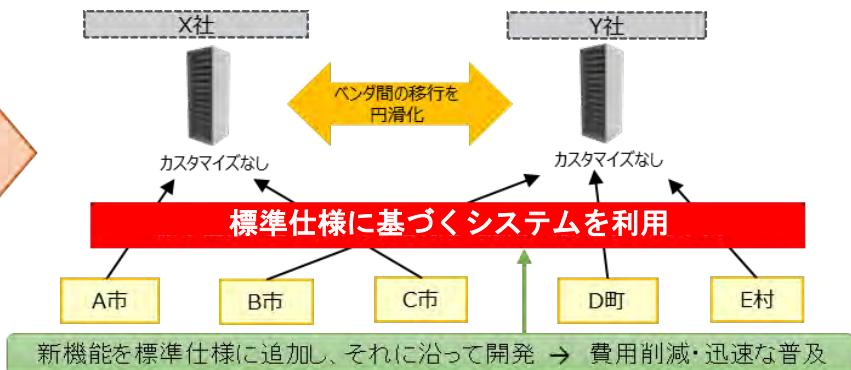 X社
Y社
ベンダ間の移行を
円滑化
カスタマイズなし
カスタマイズなし
標準仕様に基づくシステムを利用
A市
B市
C市
D町
E村
新機能を標準仕様に追加し、それに沿って開発 → 費用削減・迅速な普及